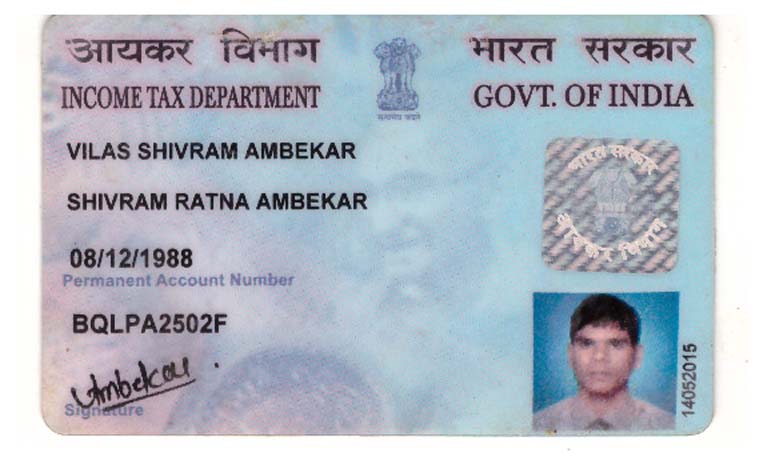 आयकर विभाग भारत सरकार
INCOME TAX DEPARTMENT GOVT. OF INDIA
सत्यमेव जयते
VILAS SHIVRAM AMBEKAR
SHIVRAM RATNA AMBEKAR
08/12/1988
Permanent Account Number
BQLPA2502F
Ambekar
Signature
भारत सरकार
आयकर विभाग
14052015